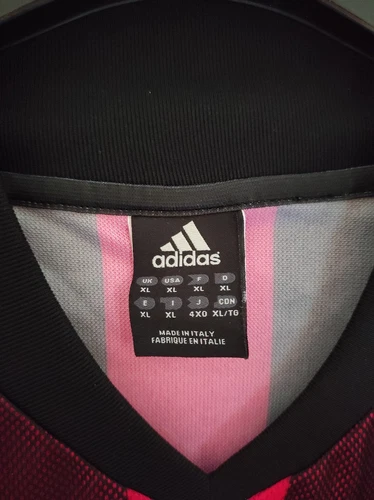 adidas
UK USA F D
XL XL XL XL
E I J CDN
XL XL 4XO XL/TG
MADE IN ITALY
FABRIQUE EN ITALIE